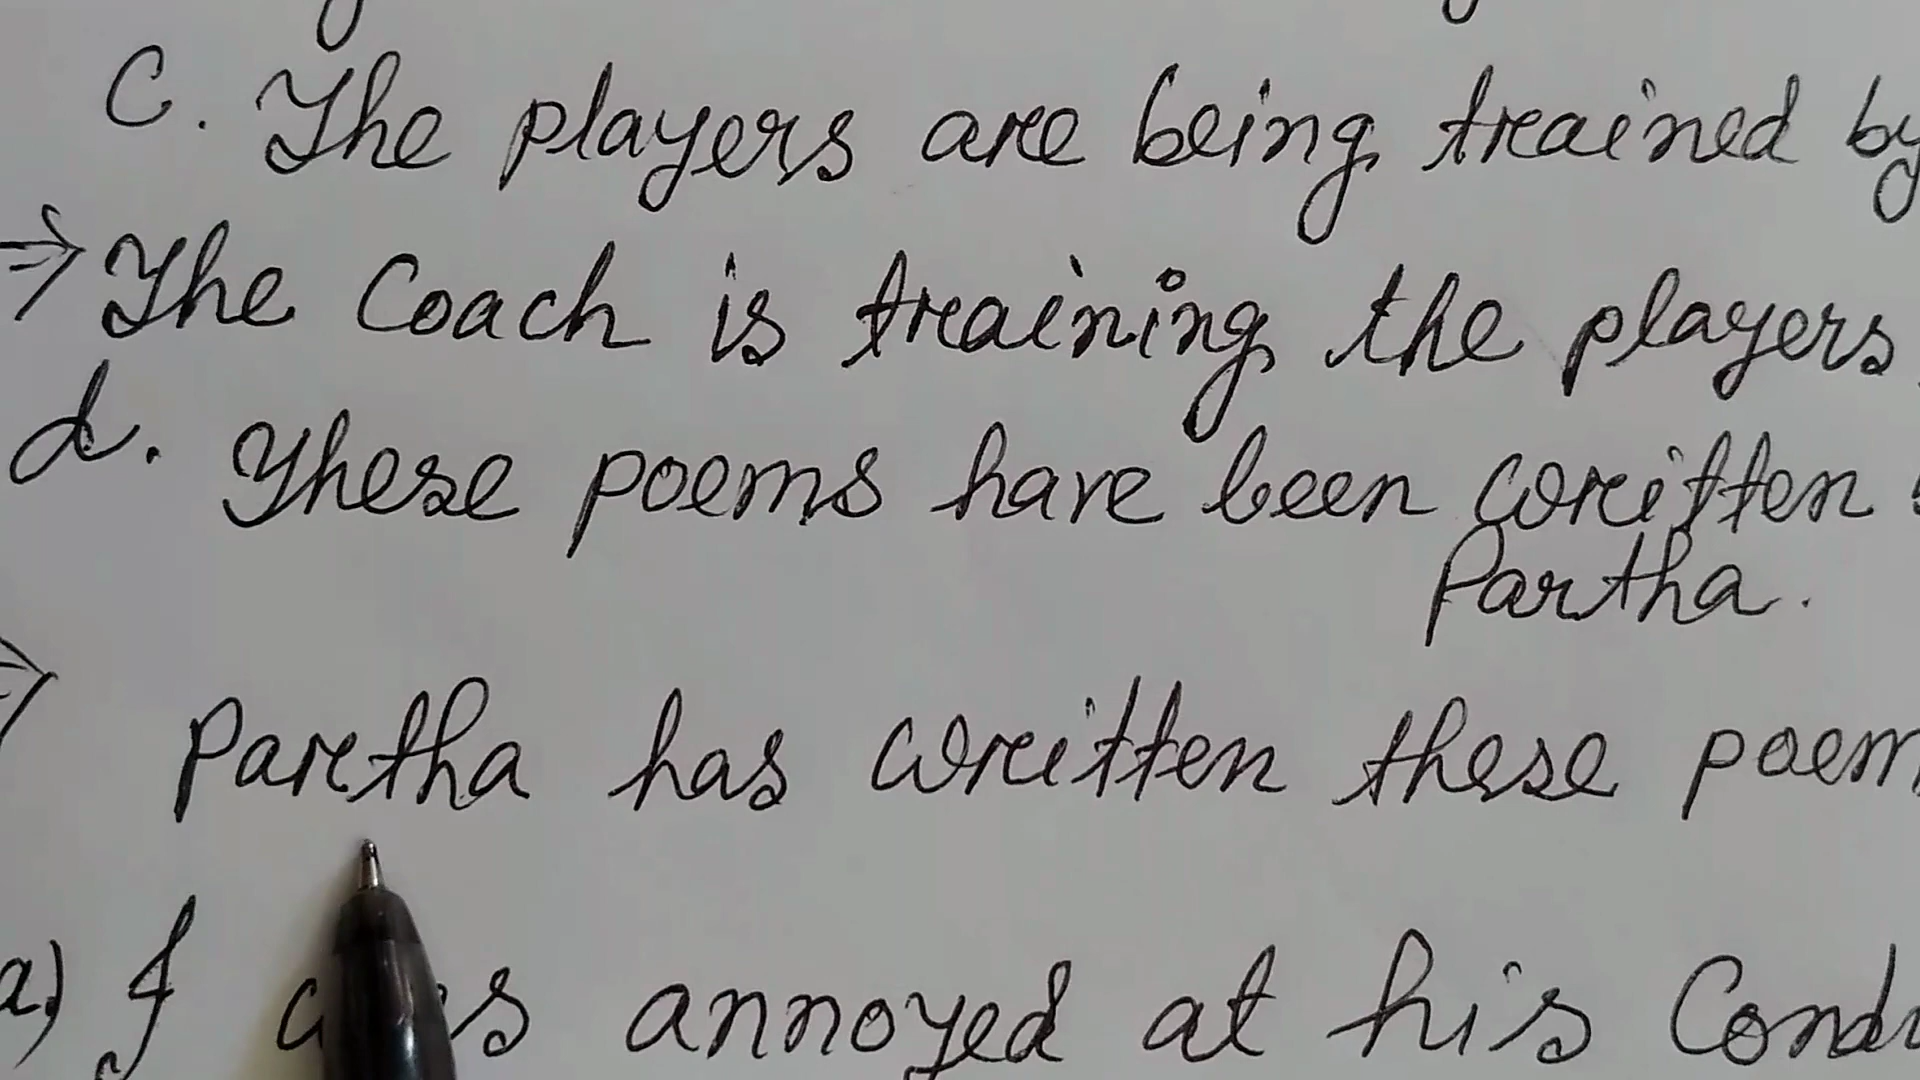 C. The players are being trained by
⇒ The Coach is training the players.
d. These poems have been written
Partha.
Partha has written these poem
a) I annoyed at his